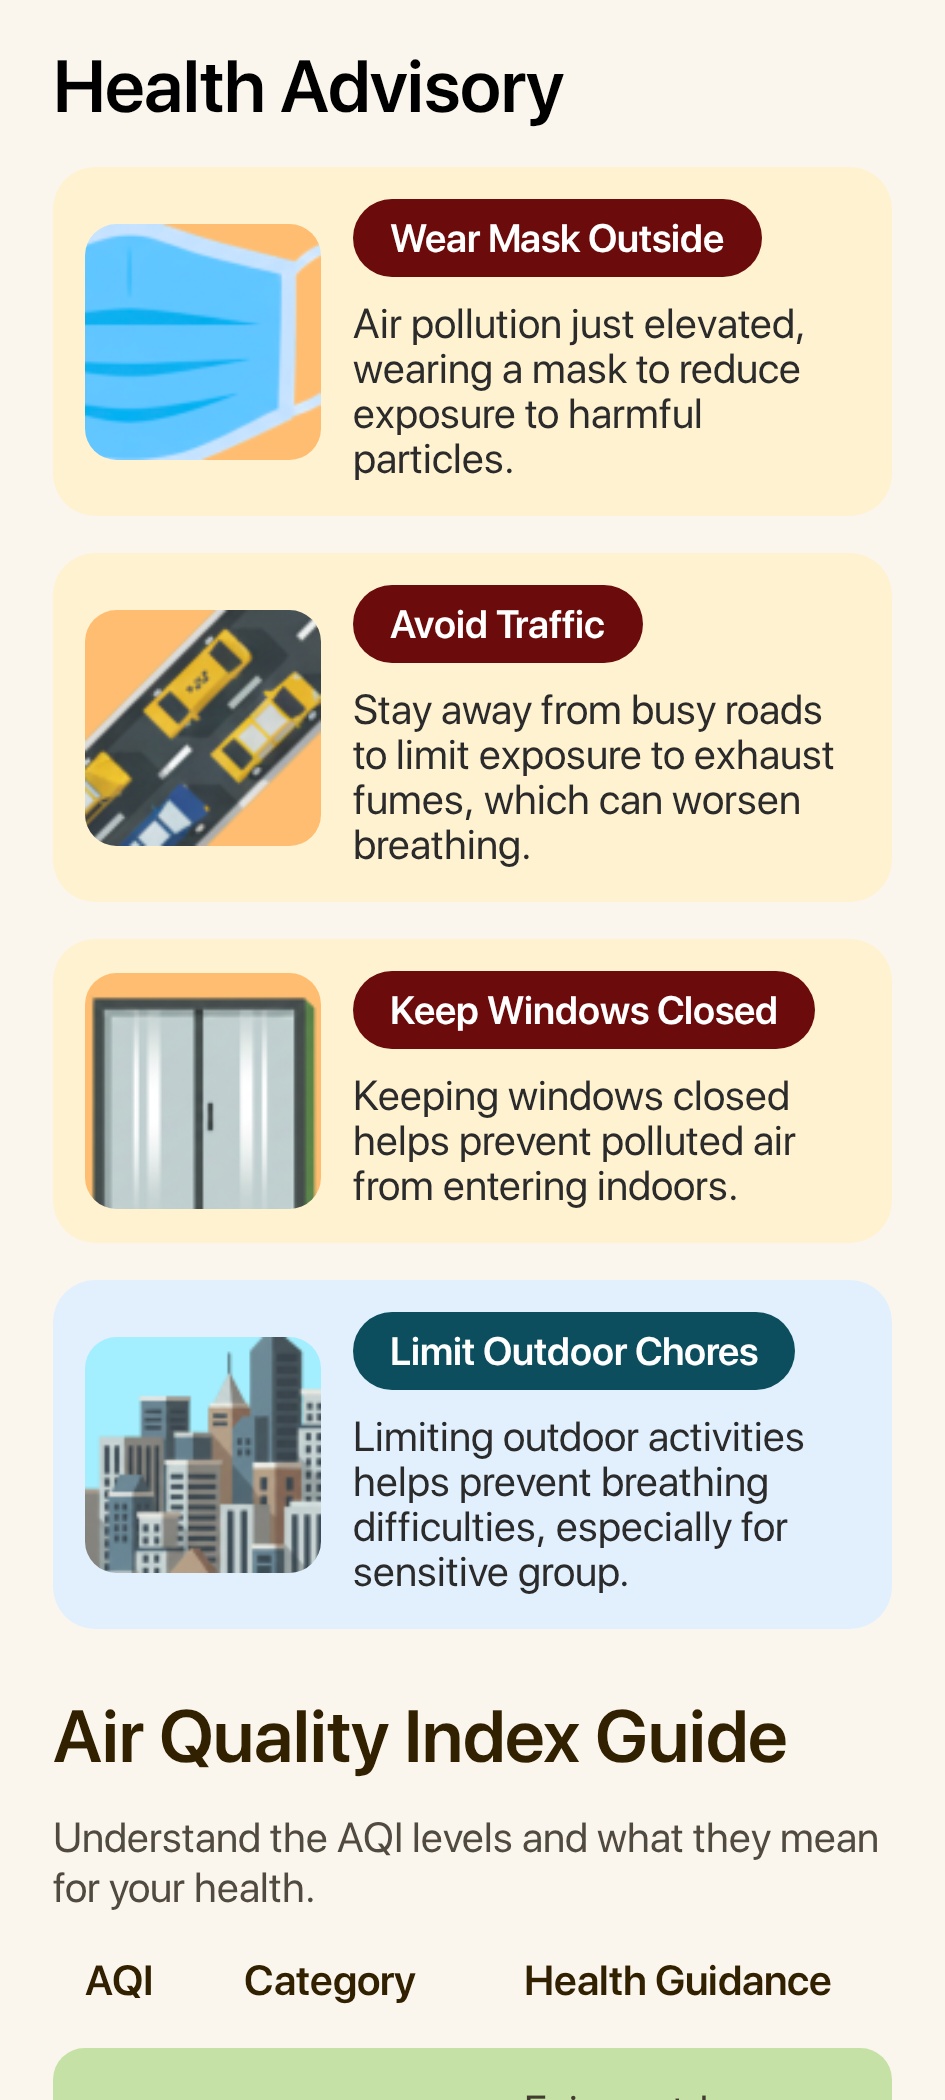 Health Advisory
Wear Mask Outside
Air pollution just elevated,
wearing a mask to reduce
exposure to harmful
particles.
Avoid Traffic
Stay away from busy roads
to limit exposure to exhaust
fumes, which can worsen
breathing.
Keep Windows Closed
Keeping windows closed
helps prevent polluted air
from entering indoors.
Limit Outdoor Chores
Limiting outdoor activities
helps prevent breathing
difficulties, especially for
sensitive group.
Air Quality Index Guide
Understand the AQI levels and what they mean
for your health.
AQI Category Health Guidance